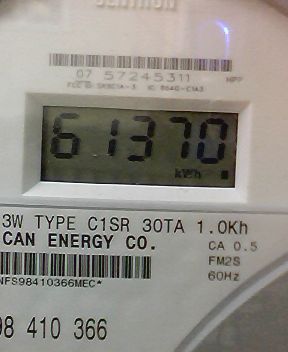 CENTRON
07 57245311
61370
kWh
3W TYPE C1SR 30TA 1.0Kh
CAN ENERGY CO.
CA 0.5
FM2S
60Hz
NFS98410366MEC*
98 410 366